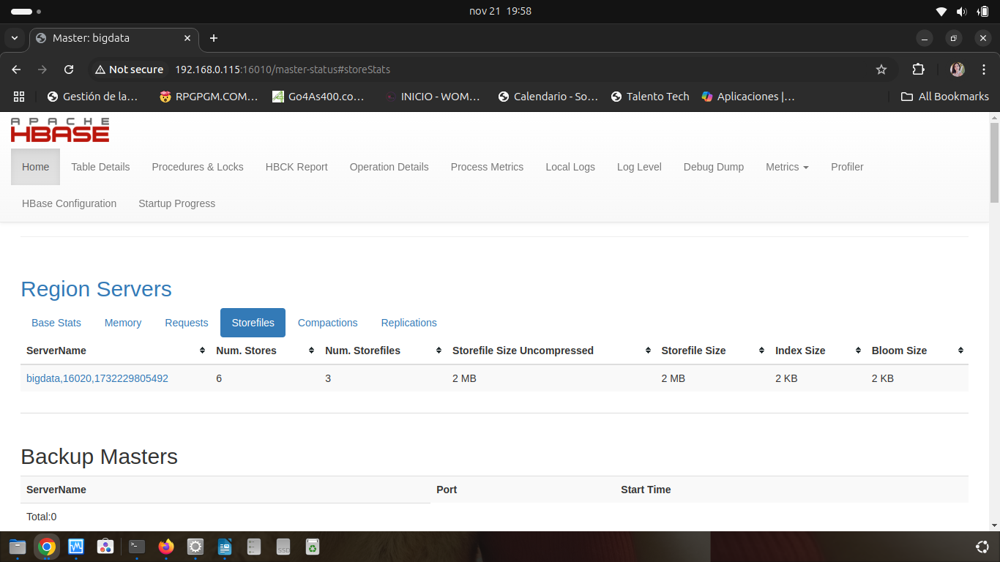 nov 21 19:58
Master: bigdata
Not secure 192.168.0.115:16010/master-status#storeStats
Gestión de la... RPGPGM.COM... Go4As400.co... INICIO - WOM... Calendario - So... Talento Tech Aplicaciones |... All Bookmarks
APACHE
HBASE
Home Table Details Procedures & Locks HBCK Report Operation Details Process Metrics Local Logs Log Level Debug Dump Metrics Profiler
HBase Configuration Startup Progress
Region Servers
Base Stats Memory Requests Storefiles Compactions Replications
ServerName Num. Stores Num. Storefiles Storefile Size Uncompressed Storefile Size Index Size Bloom Size
bigdata,16020,1732229805492 6 3 2 MB 2 MB 2 KB 2 KB
Backup Masters
ServerName Port Start Time
Total:0
SSD